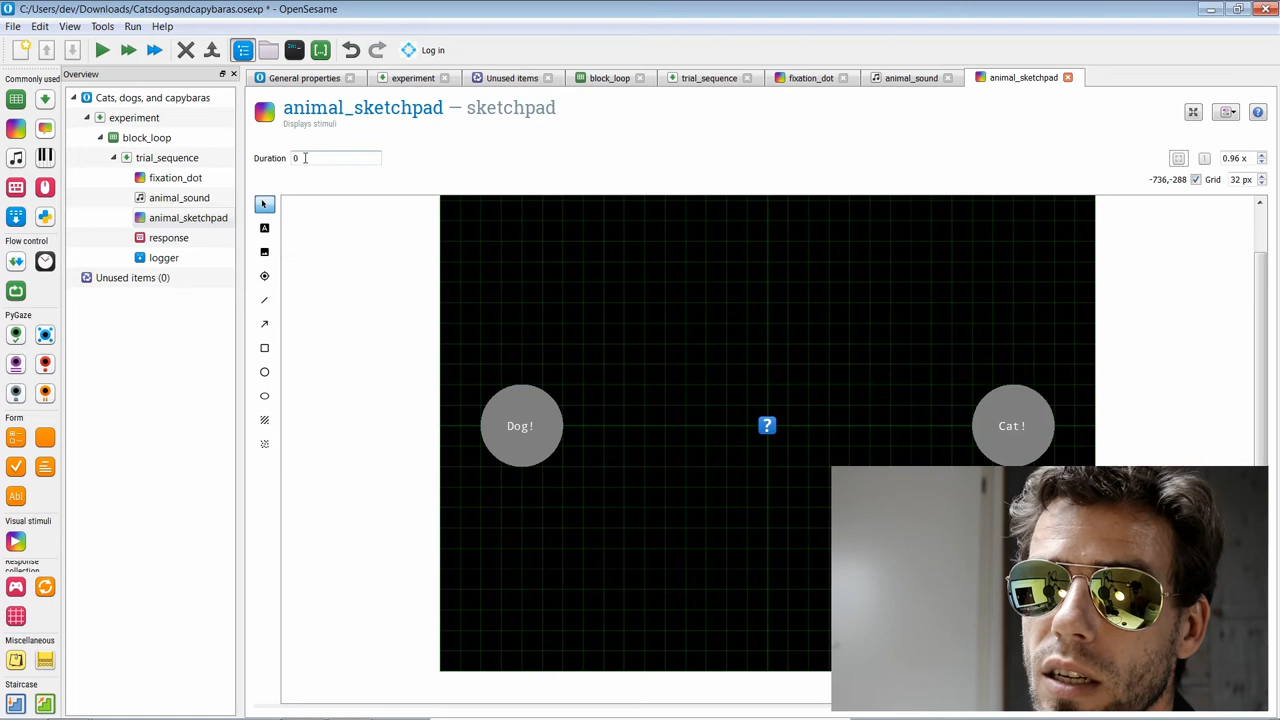 C:/Users/dev/Downloads/Catsdogsandcapybaras.osexp * - OpenSesame
File Edit View Tools Run Help
Log in
Commonly used
Overview
General properties experiment Unused items block_loop trial_sequence fixation_dot animal_sound animal_sketchpad
Cats, dogs, and capybaras
experiment
block_loop
trial_sequence
fixation_dot
animal_sound
animal_sketchpad
response
logger
Unused items (0)
animal_sketchpad — sketchpad
Displays stimuli
Duration 0
0.96 x
-736,-288 Grid 32 px
Dog!
?
Cat!
Flow control
PyGaze
Form
Abl
Visual stimuli
Response
collection
Miscellaneous
Staircase